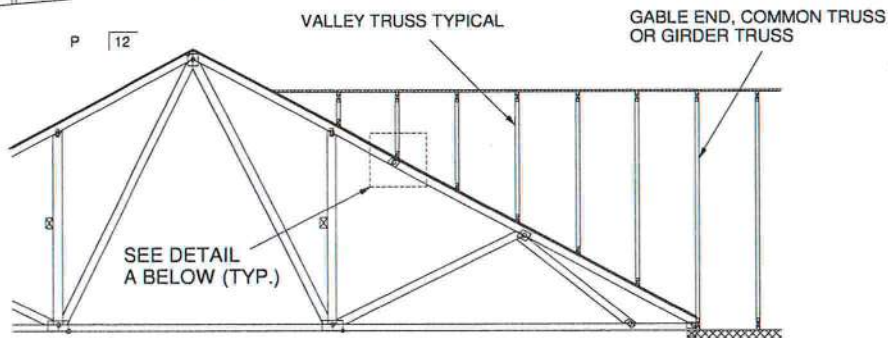 VALLEY TRUSS TYPICAL
GABLE END, COMMON TRUSS
OR GIRDER TRUSS
P 12
SEE DETAIL
A BELOW (TYP.)